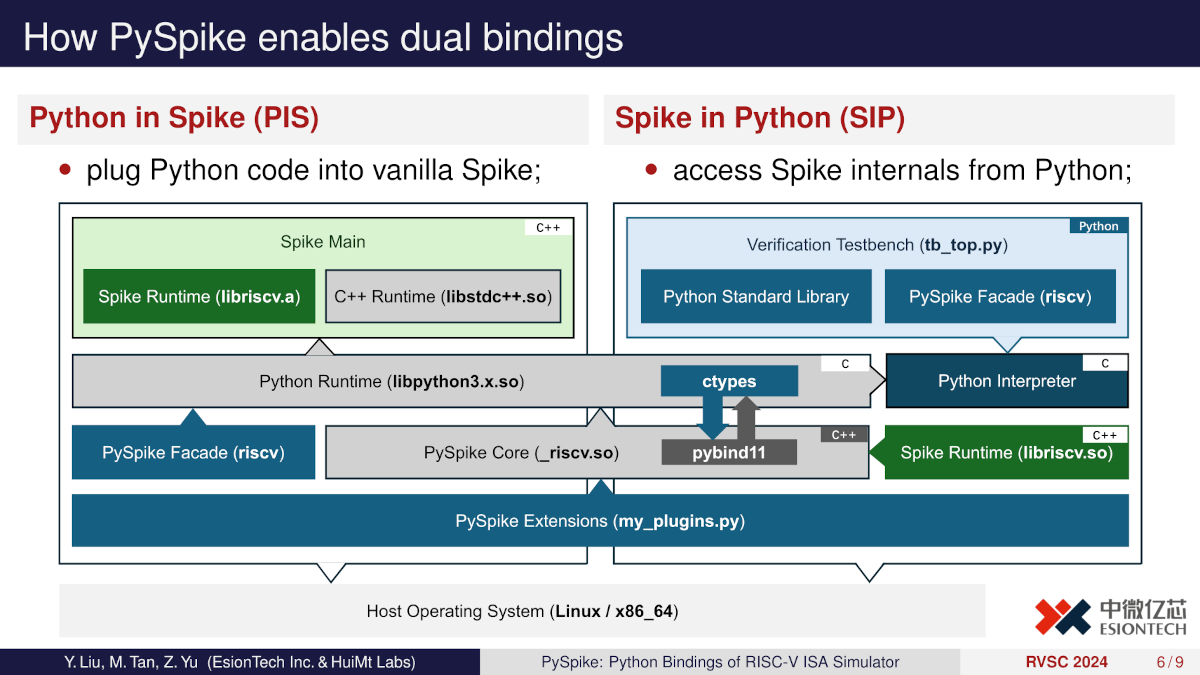 How PySpike enables dual bindings
Python in Spike (PIS)
• plug Python code into vanilla Spike;
C++
Spike Main
Spike Runtime (libriscv.a)
C++ Runtime (libstdc++.so)
Spike in Python (SIP)
• access Spike internals from Python;
Python
Verification Testbench (tb_top.py)
Python Standard Library
PySpike Facade (riscv)
Python Runtime (libpython3.x.so)
ctypes
C
Python Interpreter
C
PySpike Facade (riscv)
PySpike Core (_riscv.so)
pybind11
C++
Spike Runtime (libriscv.so)
C++
PySpike Extensions (my_plugins.py)
Host Operating System (Linux / x86_64)
中微亿芯
ESIONTECH
Y. Liu, M. Tan, Z. Yu (EsionTech Inc. & HuiMt Labs)
PySpike: Python Bindings of RISC-V ISA Simulator
RVSC 2024
6 / 9